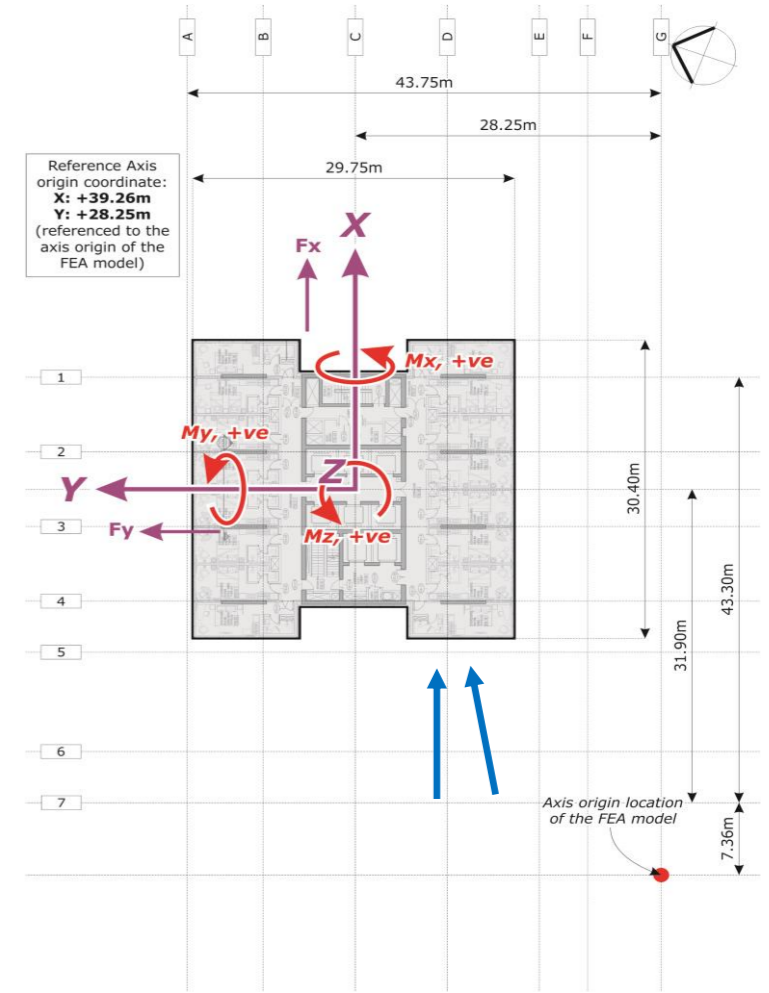 A
B
C
D
E
F
G
43.75m
28.25m
29.75m
Reference Axis
origin coordinate:
X: +39.26m
Y: +28.25m
(referenced to the
axis origin of the
FEA model)
X
Fx
Mx, +ve
1
My, +ve
2
Z
Y
3
Fy
Mz, +ve
30.40m
4
43.30m
5
31.90m
6
7
Axis origin location
of the FEA model
7.36m